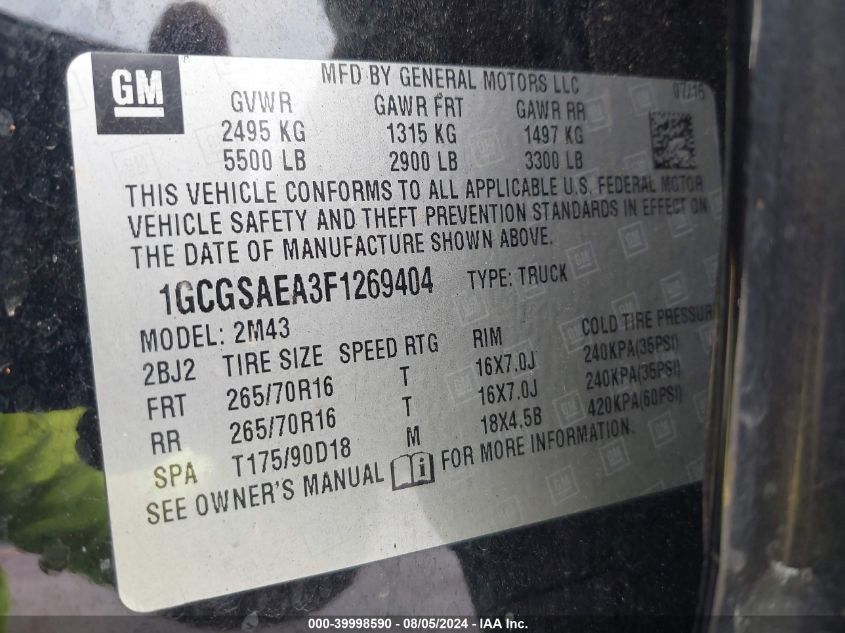 GM
MFD BY GENERAL MOTORS LLC
07/15
GVWR GAWR FRT GAWR RR
2495 KG 1315 KG 1497 KG
5500 LB 2900 LB 3300 LB
THIS VEHICLE CONFORMS TO ALL APPLICABLE U.S. FEDERAL MOTOR
VEHICLE SAFETY AND THEFT PREVENTION STANDARDS IN EFFECT ON
THE DATE OF MANUFACTURE SHOWN ABOVE.
1GCGSAEA3F1269404 TYPE: TRUCK
MODEL: 2M43
2BJ2 TIRE SIZE SPEED RTG RIM COLD TIRE PRESSUR
FRT 265/70R16 T 16X7.0J 240KPA(35PSI)
RR 265/70R16 T 16X7.0J 240KPA(35PSI)
SPA T175/90D18 M 18X4.5B 420KPA(60PSI)
SEE OWNER'S MANUAL FOR MORE INFORMATION.
000-39998590 - 08/05/2024 - IAA Inc.